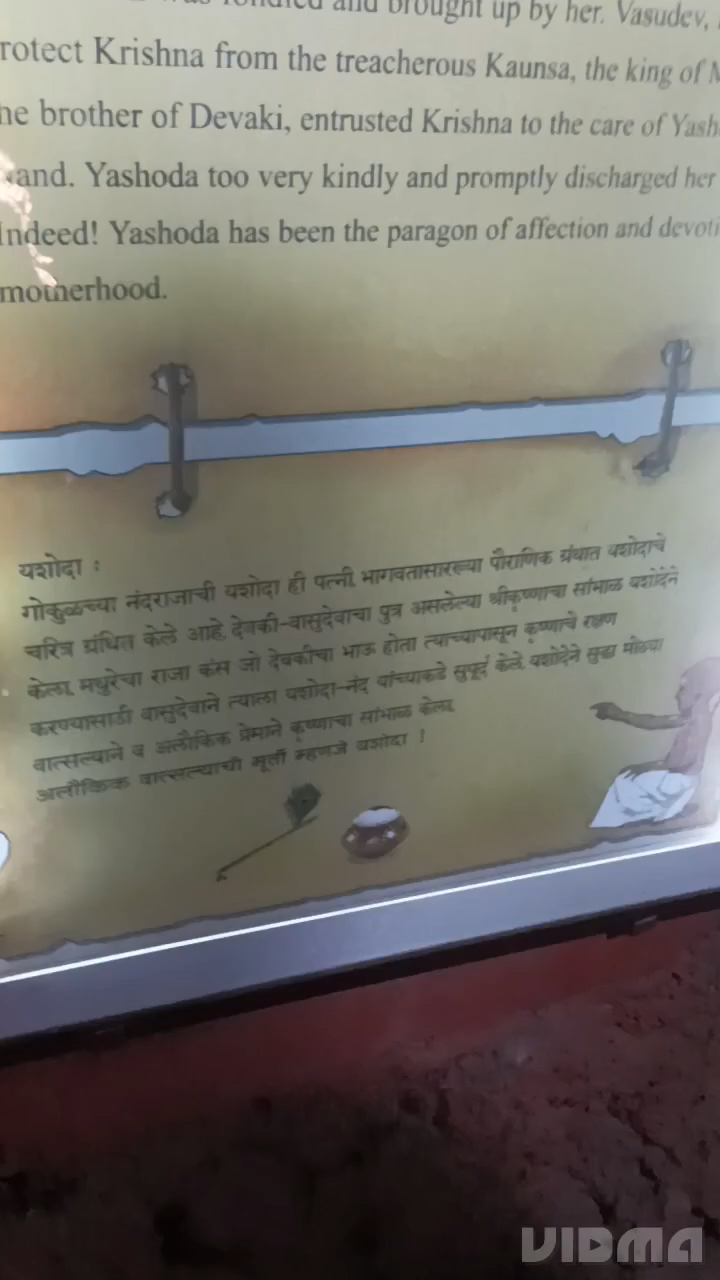 and brought up by her. Vasudev,
rotect Krishna from the treacherous Kaunsa, the king of M
he brother of Devaki, entrusted Krishna to the care of Yash
and. Yashoda too very kindly and promptly discharged her
Indeed! Yashoda has been the paragon of affection and devoti
motherhood.
यशोदा :
गोकुळच्या नंदराजाची यशोदा ही पत्नी. भागवतासारख्या पौराणिक ग्रंथात यशोदाचे
चरित्र ग्रंथित केले आहे. देवकी-वासुदेवाचा पुत्र असलेल्या श्रीकृष्णाचा सांभाळ यशोदेने
केला. मथुरेचा राजा कंस जो देवकीचा भाऊ होता त्याच्यापासून कृष्णाचे रक्षण
करण्यासाठी वासुदेवाने त्याला यशोदा-नंद यांच्याकडे सुपूर्द केले. यशोदेने सुद्धा मोठ्या
वात्सल्याने व अलौकिक प्रेमाने कृष्णाचा सांभाळ केला.
अलौकिक वात्सल्याची मूर्ती म्हणजे यशोदा !
VIDMA